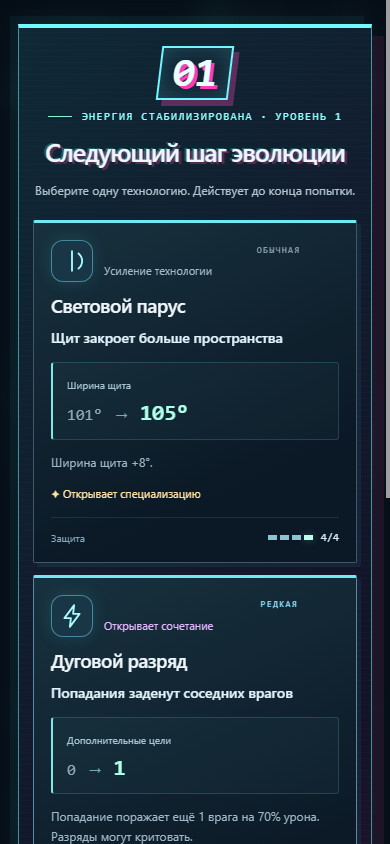 01
ЭНЕРГИЯ СТАБИЛИЗИРОВАНА • УРОВЕНЬ 1
Следующий шаг эволюции
Выберите одну технологию. Действует до конца попытки.
ОБЫЧНАЯ
Усиление технологии
Световой парус
Щит закроет больше пространства
Ширина щита
101° → 105°
Ширина щита +8°.
✦ Открывает специализацию
Защита 4/4
РЕДКАЯ
Открывает сочетание
Дуговой разряд
Попадания заденут соседних врагов
Дополнительные цели
0 → 1
Попадание поражает ещё 1 врага на 70% урона.
Разряды могут критовать.